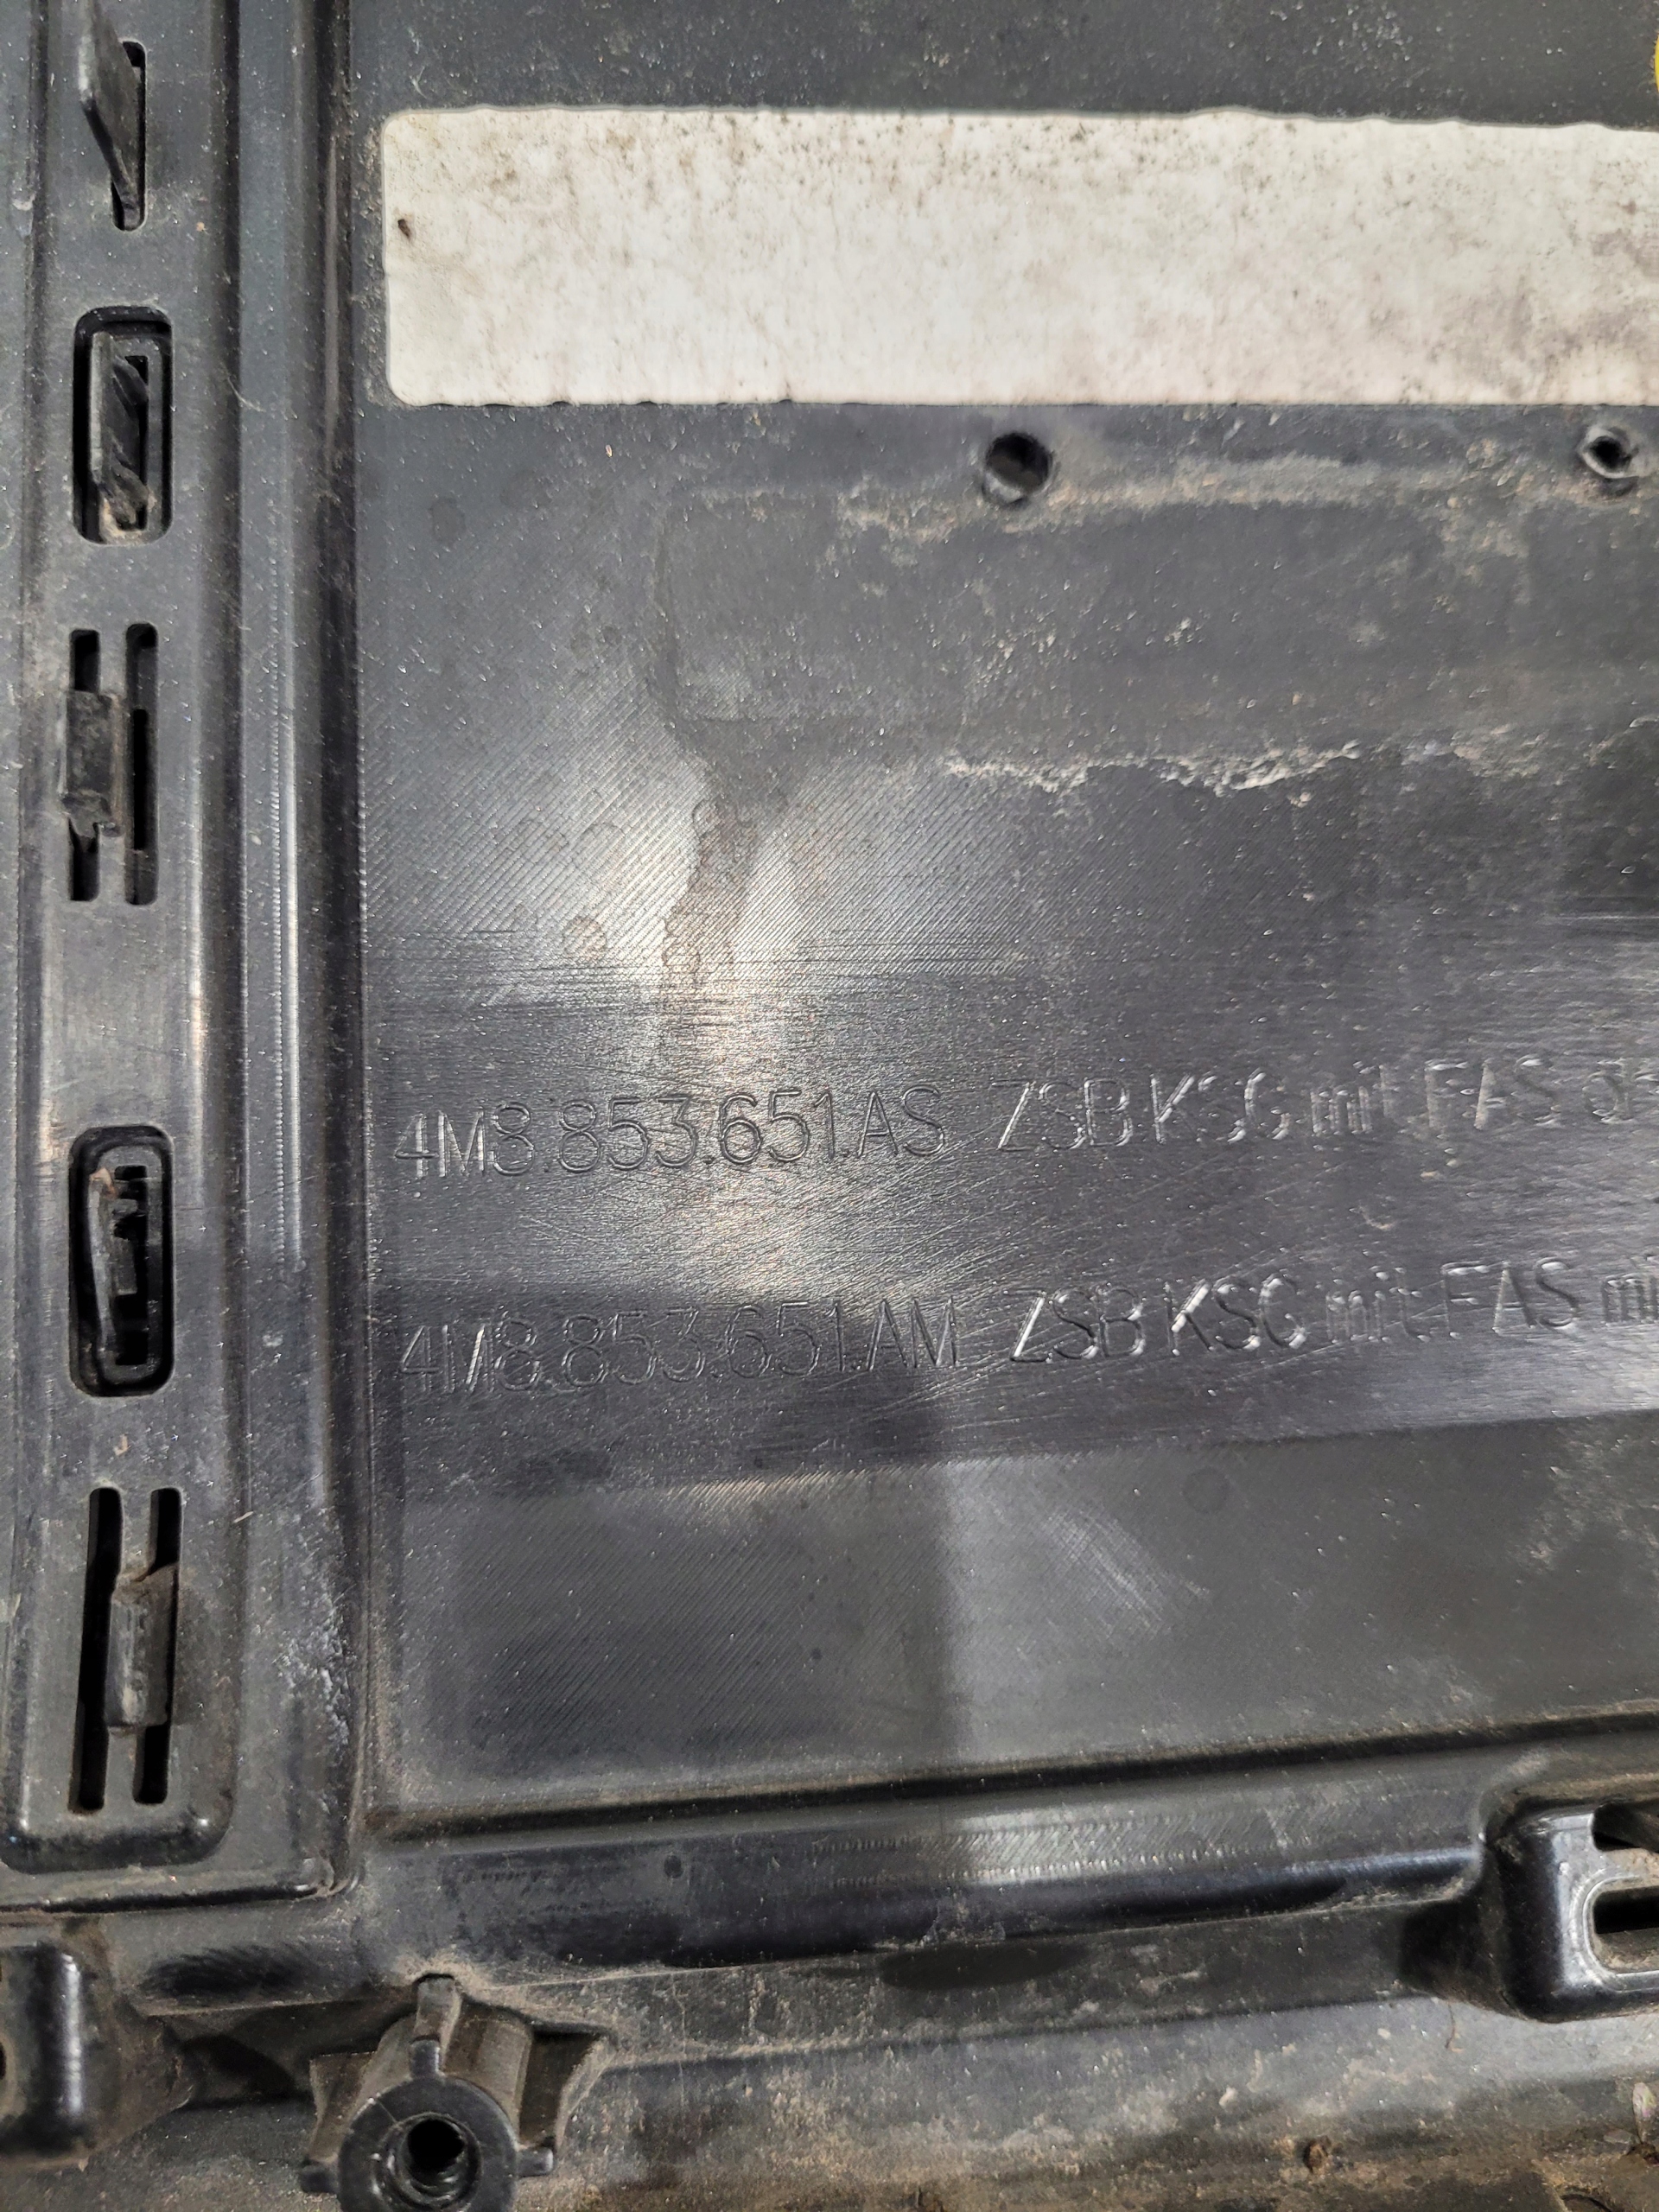 4M8.853.651.AS ZSB KSG mit FAS
4M8.853.651.AM ZSB KSG mit FAS